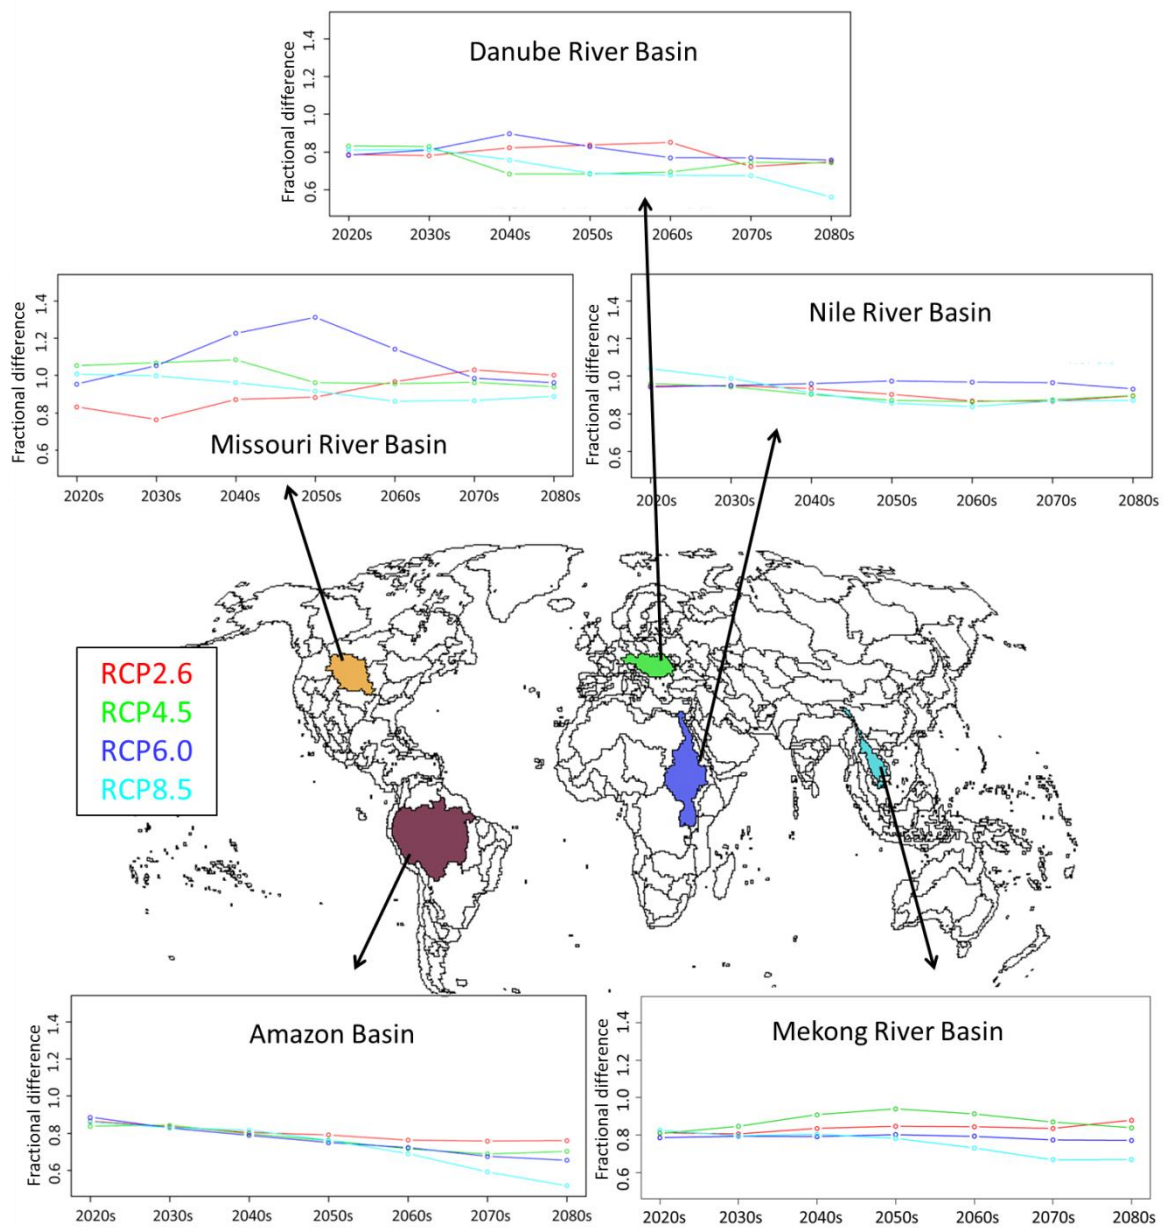 Danube River Basin
Fractional difference
0.6 0.8 1.0 1.2 1.4
2020s 2030s 2040s 2050s 2060s 2070s 2080s
Missouri River Basin
Fractional difference
0.6 0.8 1.0 1.2 1.4
2020s 2030s 2040s 2050s 2060s 2070s 2080s
Nile River Basin
Fractional difference
0.6 0.8 1.0 1.2 1.4
2020s 2030s 2040s 2050s 2060s 2070s 2080s
RCP2.6
RCP4.5
RCP6.0
RCP8.5
Amazon Basin
Fractional difference
0.6 0.8 1.0 1.2 1.4
2020s 2030s 2040s 2050s 2060s 2070s 2080s
Mekong River Basin
Fractional difference
0.6 0.8 1.0 1.2 1.4
2020s 2030s 2040s 2050s 2060s 2070s 2080s